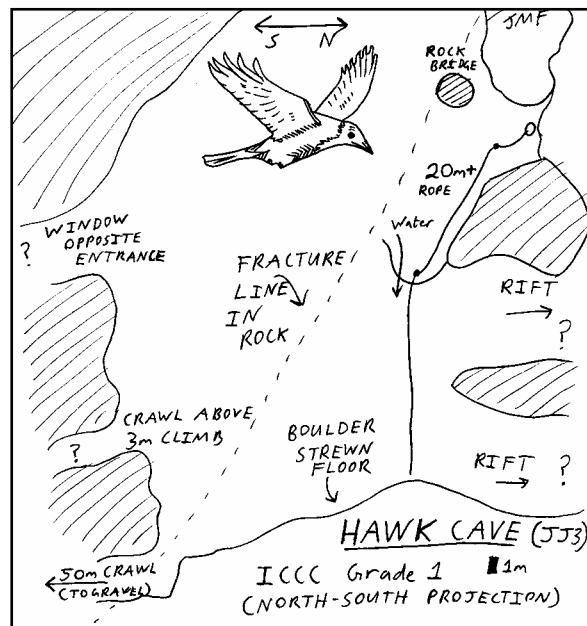 S N
JMF
ROCK
BRIDGE
20m+
ROPE
Water
WINDOW
OPPOSITE
ENTRANCE
?
FRACTURE
LINE
IN
ROCK
RIFT
?
CRAWL ABOVE
3m CLIMB
?
BOULDER
STREWN
FLOOR
RIFT
?
HAWK CAVE (JJ3)
50m CRAWL
(TO GRAVEL)
ICCC Grade 1 1m
(NORTH-SOUTH PROJECTION)